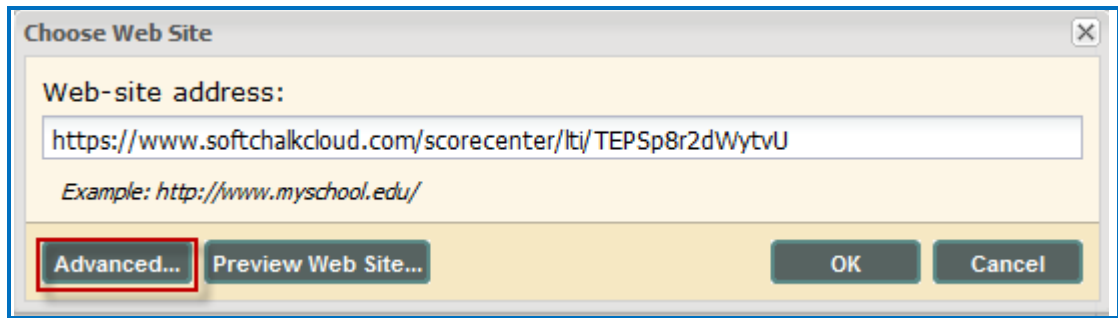 Choose Web Site
Web-site address:
https://www.softchalkcloud.com/scorecenter/lti/TEPSp8r2dWytvU
Example: http://www.myschool.edu/
Advanced... Preview Web Site... OK Cancel